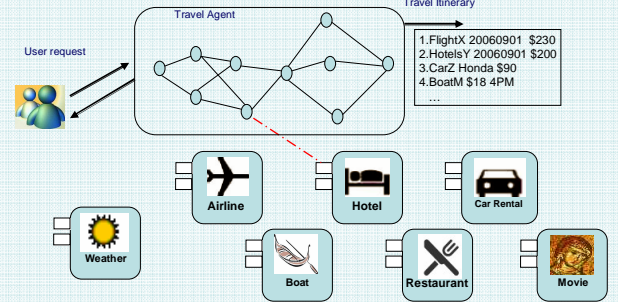 Travel Agent
Travel Itinerary
User request
1.FlightX 20060901 $230
2.HotelsY 20060901 $200
3.CarZ Honda $90
4.BoatM $18 4PM
…
Airline
Hotel
Car Rental
Weather
Boat
Restaurant
Movie